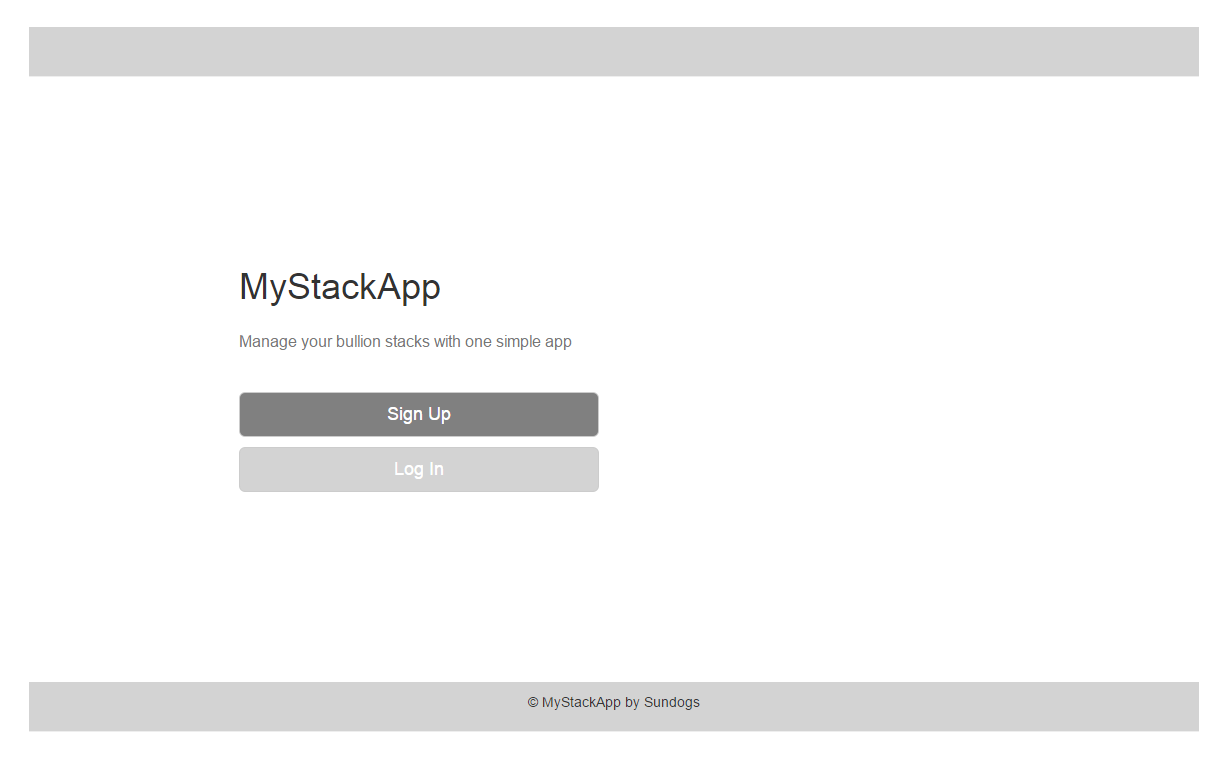 MyStackApp
Manage your bullion stacks with one simple app
Sign Up
Log In
© MyStackApp by Sundogs